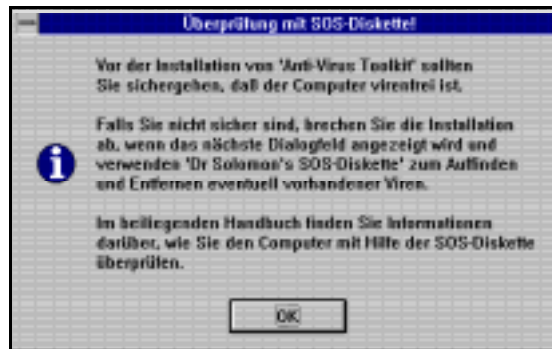 Überprüfung mit SOS-Diskette!
Vor der Installation von 'Anti-Virus Toolkit' sollten
Sie sichergehen, daß der Computer virenfrei ist.
Falls Sie nicht sicher sind, brechen Sie die Installation
ab, wenn das nächste Dialogfeld angezeigt wird und
verwenden 'Dr Solomon's SOS-Diskette' zum Auffinden
und Entfernen eventuell vorhandener Viren.
Im beiliegenden Handbuch finden Sie Informationen
darüber, wie Sie den Computer mit Hilfe der SOS-Diskette
überprüfen.
OK